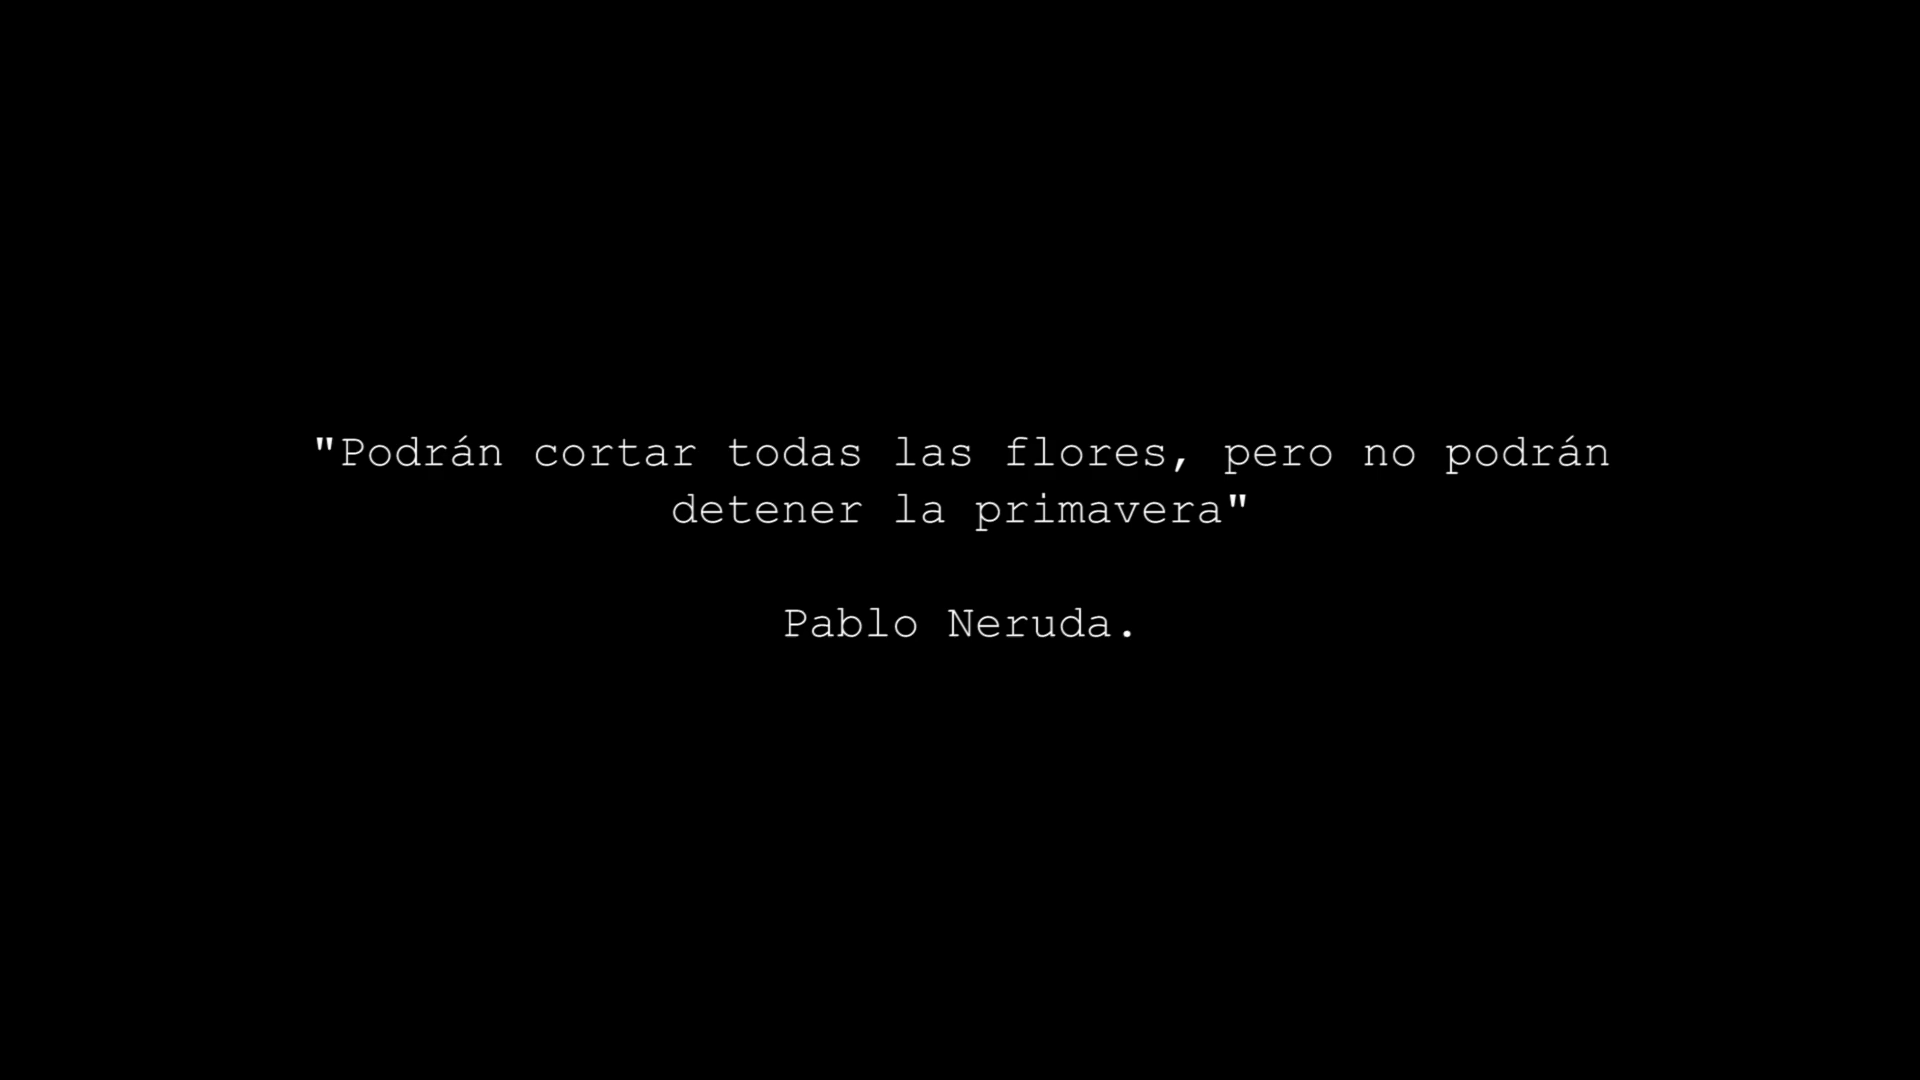 "Podrán cortar todas las flores, pero no podrán
detener la primavera"
Pablo Neruda.